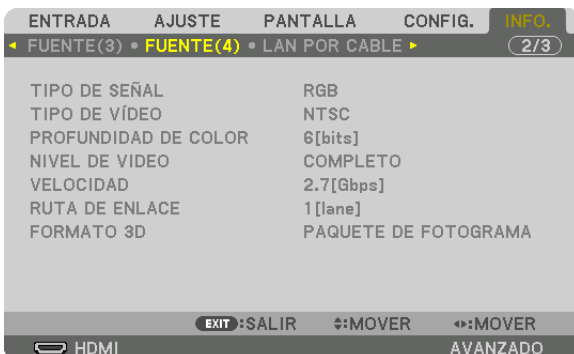 ENTRADA AJUSTE PANTALLA CONFIG. INFO.
◂ FUENTE(3) • FUENTE(4) • LAN POR CABLE ▸ 2/3
TIPO DE SEÑAL RGB
TIPO DE VÍDEO NTSC
PROFUNDIDAD DE COLOR 6[bits]
NIVEL DE VIDEO COMPLETO
VELOCIDAD 2.7[Gbps]
RUTA DE ENLACE 1[lane]
FORMATO 3D PAQUETE DE FOTOGRAMA
EXIT:SALIR ♦:MOVER ◂▸:MOVER
HDMI AVANZADO